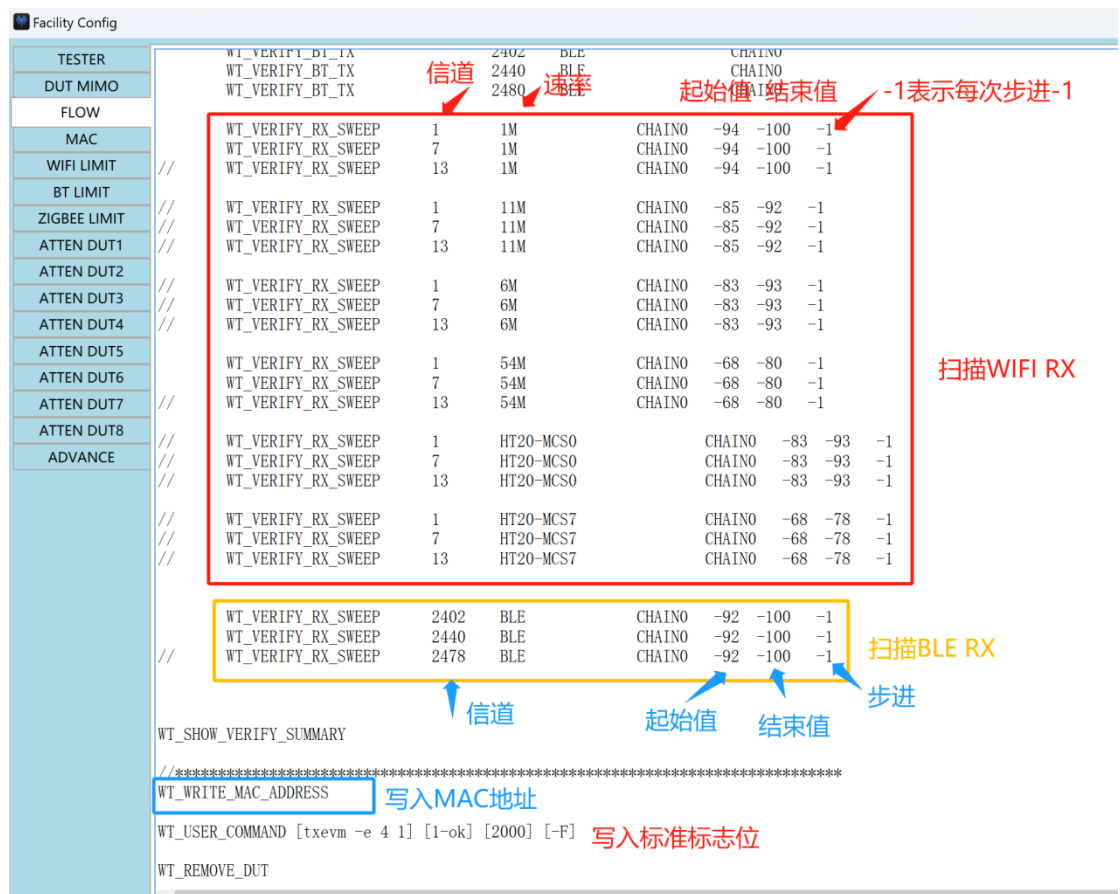 Facility Config
TESTER
DUT MIMO
FLOW
MAC
WIFI LIMIT
BT LIMIT
ZIGBEE LIMIT
ATTEN DUT1
ATTEN DUT2
ATTEN DUT3
ATTEN DUT4
ATTEN DUT5
ATTEN DUT6
ATTEN DUT7
ATTEN DUT8
ADVANCE
WT_VERIFY_BT_TX 2402 BLE CHAIN0
WT_VERIFY_BT_TX 2440 BLE CHAIN0
WT_VERIFY_BT_TX 2480 BLE CHAIN0
信道 速率 起始值 结束值 -1表示每次步进-1
WT_VERIFY_RX_SWEEP 1 1M CHAIN0 -94 -100 -1
WT_VERIFY_RX_SWEEP 7 1M CHAIN0 -94 -100 -1
// WT_VERIFY_RX_SWEEP 13 1M CHAIN0 -94 -100 -1
// WT_VERIFY_RX_SWEEP 1 11M CHAIN0 -85 -92 -1
// WT_VERIFY_RX_SWEEP 7 11M CHAIN0 -85 -92 -1
// WT_VERIFY_RX_SWEEP 13 11M CHAIN0 -85 -92 -1
// WT_VERIFY_RX_SWEEP 1 6M CHAIN0 -83 -93 -1
// WT_VERIFY_RX_SWEEP 7 6M CHAIN0 -83 -93 -1
// WT_VERIFY_RX_SWEEP 13 6M CHAIN0 -83 -93 -1
WT_VERIFY_RX_SWEEP 1 54M CHAIN0 -68 -80 -1
WT_VERIFY_RX_SWEEP 7 54M CHAIN0 -68 -80 -1
// WT_VERIFY_RX_SWEEP 13 54M CHAIN0 -68 -80 -1
扫描WIFI RX
// WT_VERIFY_RX_SWEEP 1 HT20-MCS0 CHAIN0 -83 -93 -1
// WT_VERIFY_RX_SWEEP 7 HT20-MCS0 CHAIN0 -83 -93 -1
// WT_VERIFY_RX_SWEEP 13 HT20-MCS0 CHAIN0 -83 -93 -1
// WT_VERIFY_RX_SWEEP 1 HT20-MCS7 CHAIN0 -68 -78 -1
// WT_VERIFY_RX_SWEEP 7 HT20-MCS7 CHAIN0 -68 -78 -1
// WT_VERIFY_RX_SWEEP 13 HT20-MCS7 CHAIN0 -68 -78 -1
WT_VERIFY_RX_SWEEP 2402 BLE CHAIN0 -92 -100 -1
WT_VERIFY_RX_SWEEP 2440 BLE CHAIN0 -92 -100 -1
// WT_VERIFY_RX_SWEEP 2478 BLE CHAIN0 -92 -100 -1
扫描BLE RX
信道 起始值 结束值 步进
WT_SHOW_VERIFY_SUMMARY
//******************************************************************************
WT_WRITE_MAC_ADDRESS 写入MAC地址
WT_USER_COMMAND [txevm -e 4 1] [1-ok] [2000] [-F] 写入标准标志位
WT_REMOVE_DUT